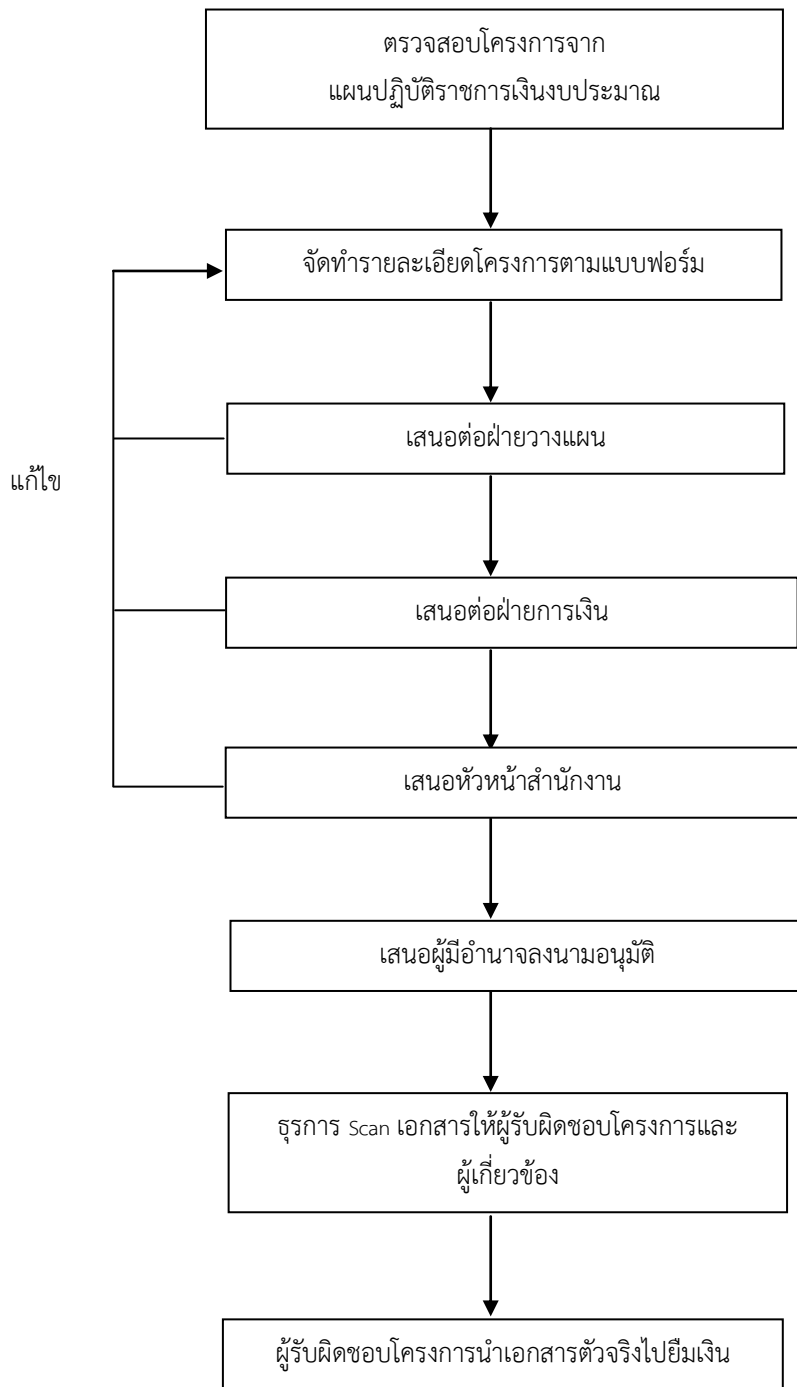 ตรวจสอบโครงการจาก
แผนปฏิบัติราชการเงินงบประมาณ
จัดทำรายละเอียดโครงการตามแบบฟอร์ม
เสนอต่อฝ่ายวางแผน
แก้ไข
เสนอต่อฝ่ายการเงิน
เสนอหัวหน้าสำนักงาน
เสนอผู้มีอำนาจลงนามอนุมัติ
ธุรการ Scan เอกสารให้ผู้รับผิดชอบโครงการและ
ผู้เกี่ยวข้อง
ผู้รับผิดชอบโครงการนำเอกสารตัวจริงไปยืมเงิน